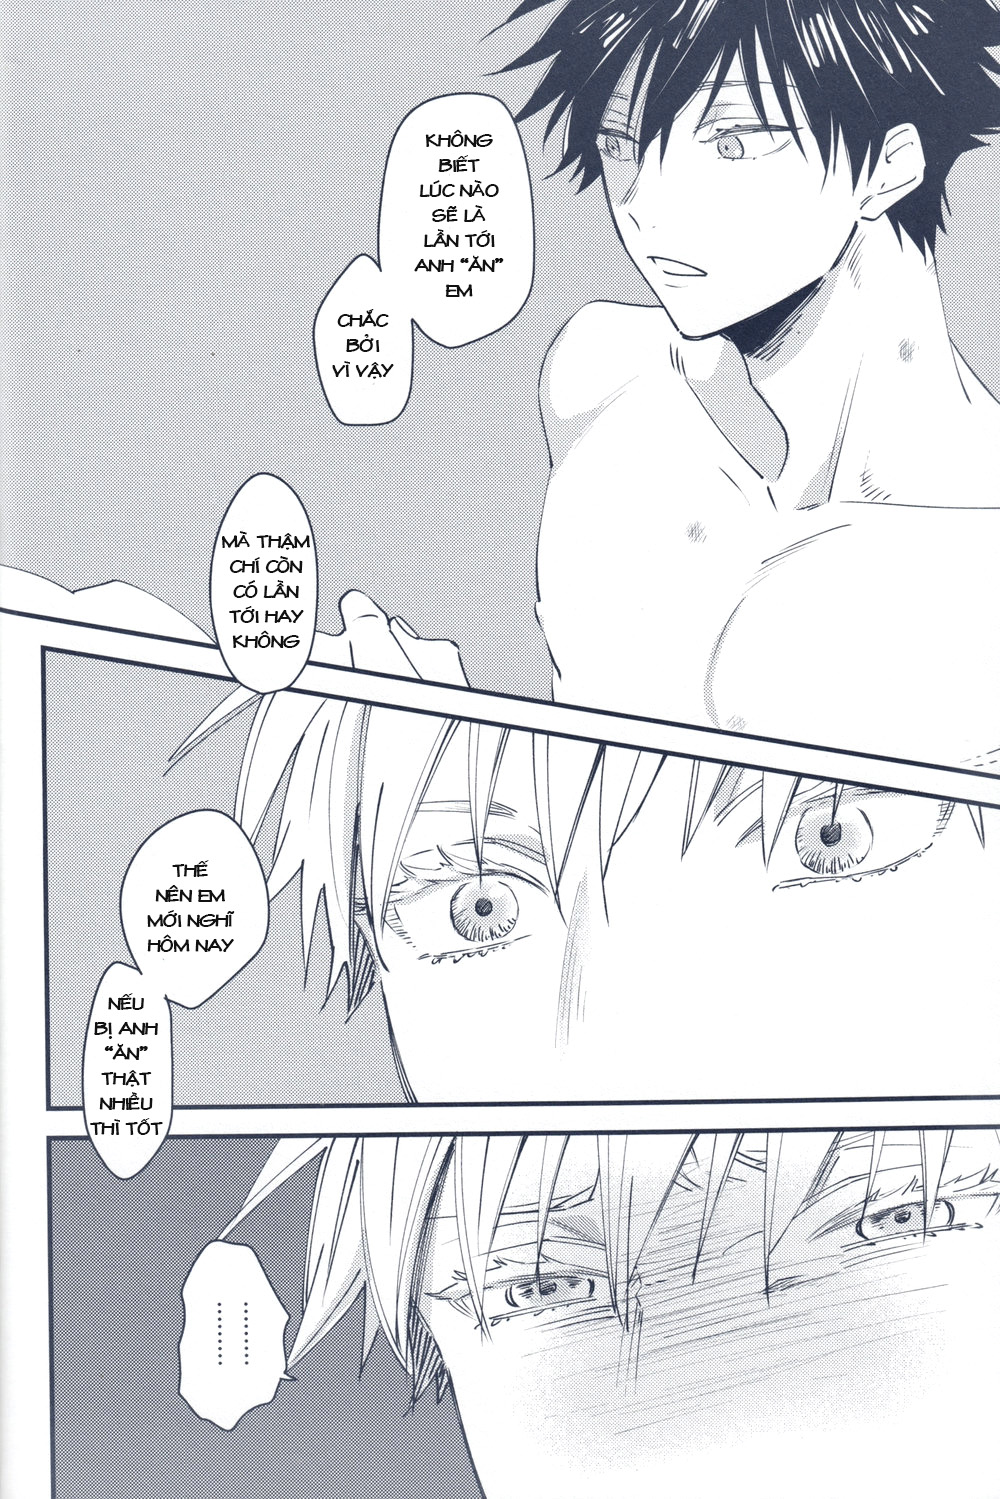 KHÔNG
BIẾT
LÚC NÀO
SẼ LÀ
LẦN TỚI
ANH “ĂN”
EM
CHẮC
BỞI
VÌ VẬY
MÀ THẬM
CHÍ CÒN
CÓ LẦN
TỚI HAY
KHÔNG
THẾ
NÊN EM
MỚI NGHĨ
HÔM NAY
NẾU
BỊ ANH
“ĂN”
THẬT
NHIỀU
THÌ TỐT